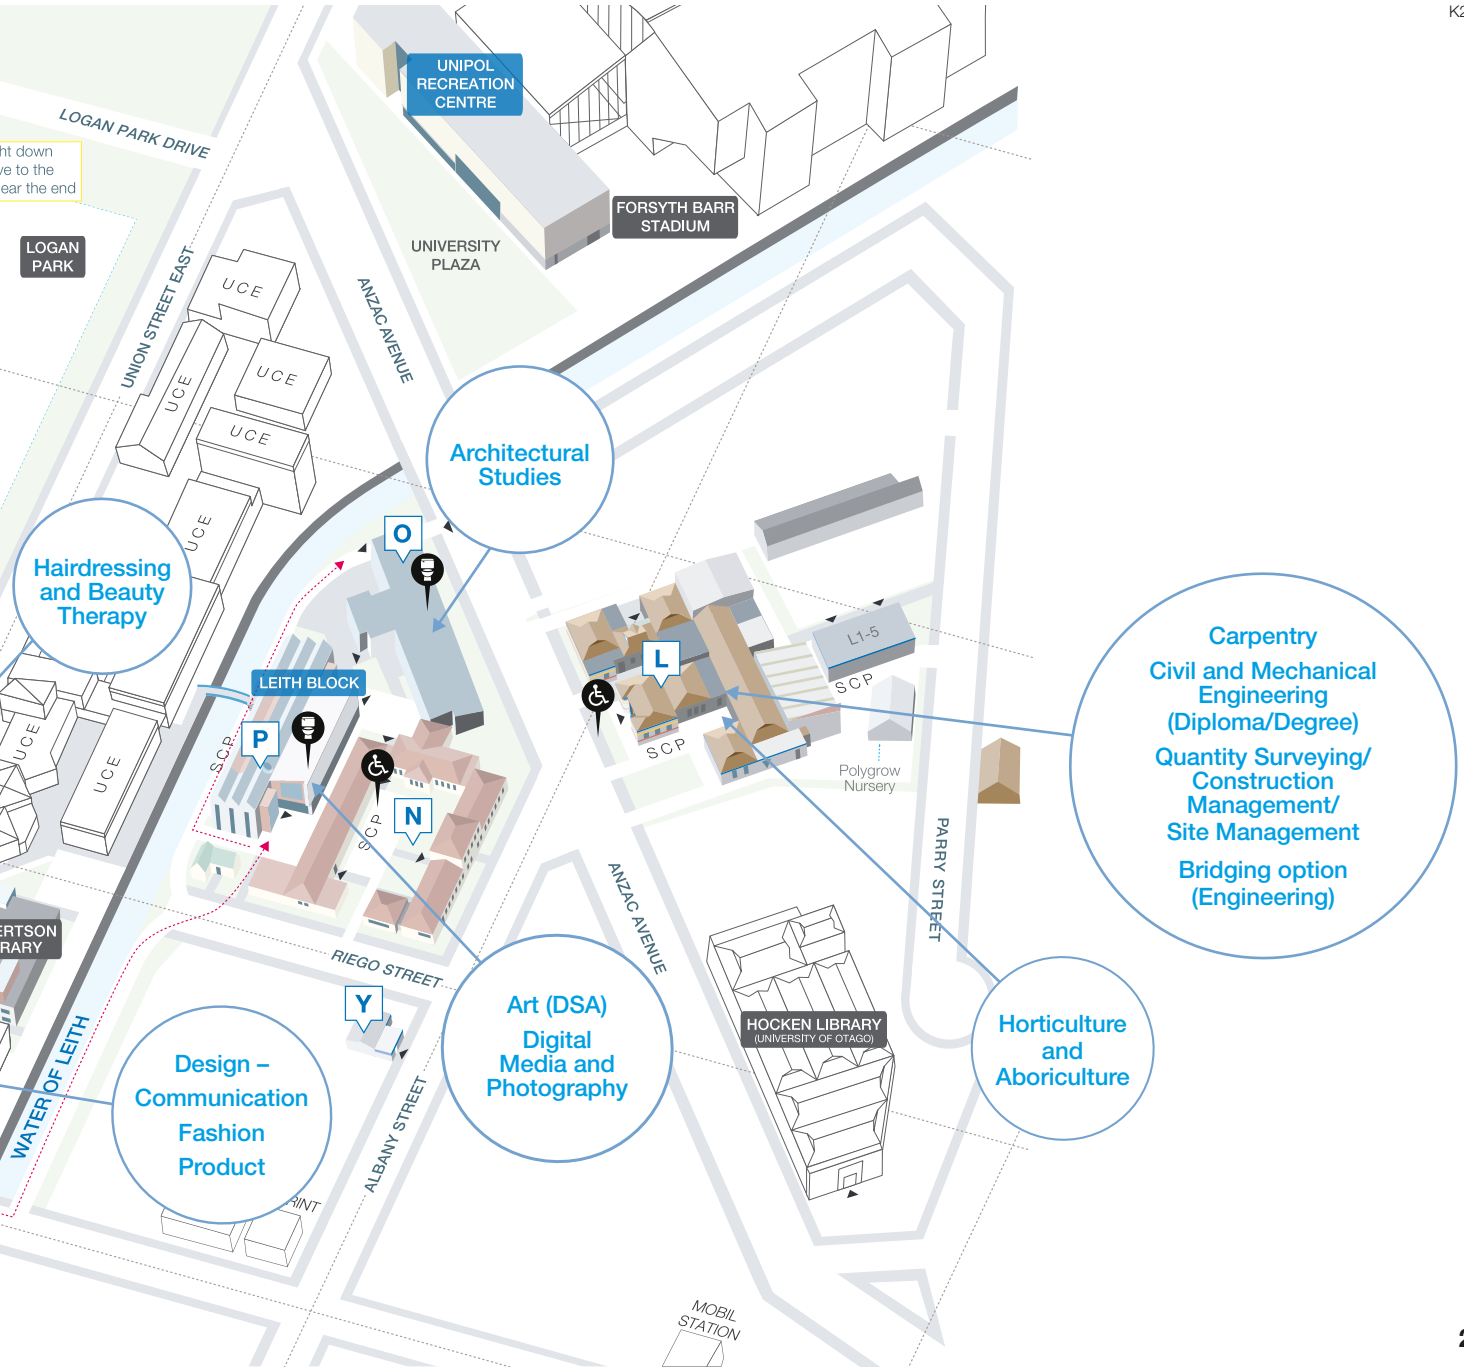 K2
UNIPOL
RECREATION
CENTRE
LOGAN PARK DRIVE
ht down
ve to the
ear the end
LOGAN
PARK
FORSYTH BARR
STADIUM
UNIVERSITY
PLAZA
UNION STREET EAST
ANZAC AVENUE
UCE
UCE
UCE
UCE
UCE
UCE
UCE
Architectural
Studies
O
Hairdressing
and Beauty
Therapy
LEITH BLOCK
L
L1-5
SCP
SCP
SCP
P
SCP
N
Polygrow
Nursery
Carpentry
Civil and Mechanical
Engineering
(Diploma/Degree)
Quantity Surveying/
Construction
Management/
Site Management
Bridging option
(Engineering)
PARRY STREET
ANZAC AVENUE
ERTSON
RARY
RIEGO STREET
Y
Art (DSA)
Digital
Media and
Photography
HOCKEN LIBRARY
(UNIVERSITY OF OTAGO)
Horticulture
and
Aboriculture
WATER OF LEITH
Design –
Communication
Fashion
Product
ALBANY STREET
RINT
MOBIL
STATION
2